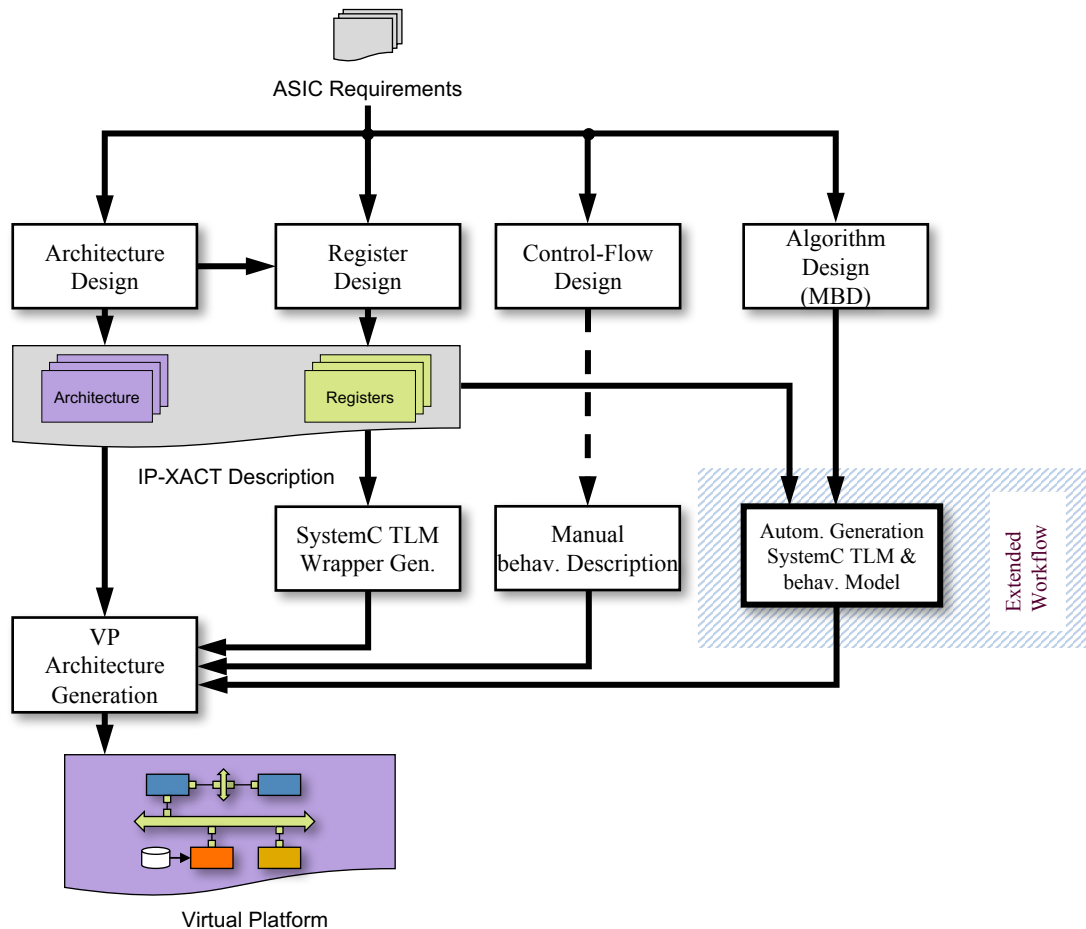 ASIC Requirements
Architecture
Design
Register
Design
Control-Flow
Design
Algorithm
Design
(MBD)
Architecture
Registers
IP-XACT Description
SystemC TLM
Wrapper Gen.
Manual
behav. Description
Autom. Generation
SystemC TLM &
behav. Model
Extended
Workflow
VP
Architecture
Generation
Virtual Platform